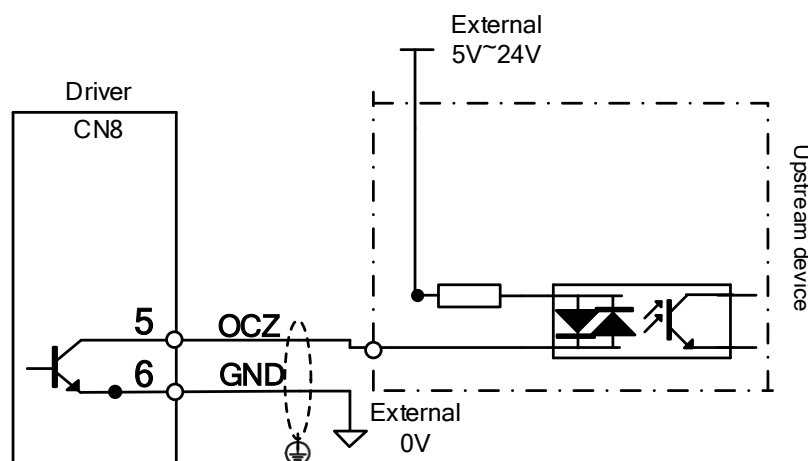 External
5V~24V
Driver
CN8
Upstream device
5
OCZ
6
GND
External
0V